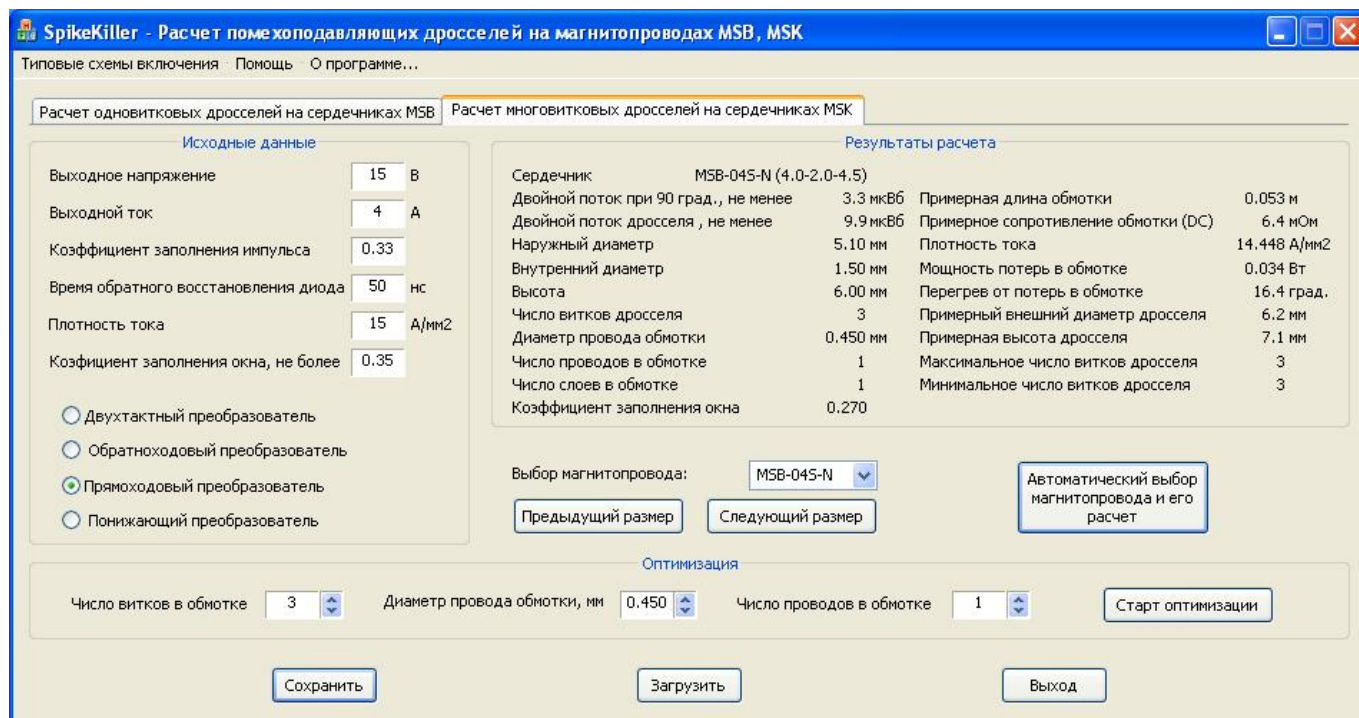 SpikeKiller - Расчет помехоподавляющих дросселей на магнитопроводах MSB, MSK
Типовые схемы включения Помощь О программе...
Расчет одновитковых дросселей на сердечниках MSB
Расчет многовитковых дросселей на сердечниках MSK
Исходные данные
Выходное напряжение 15 В
Выходной ток 4 А
Коэффициент заполнения импульса 0.33
Время обратного восстановления диода 50 нс
Плотность тока 15 А/мм2
Коэфициент заполнения окна, не более 0.35
Двухтактный преобразователь
Обратноходовый преобразователь
Прямоходовый преобразователь
Понижающий преобразователь
Результаты расчета
Сердечник MSB-04S-N (4.0-2.0-4.5)
Двойной поток при 90 град., не менее 3.3 мкВб
Двойной поток дросселя , не менее 9.9 мкВб
Наружный диаметр 5.10 мм
Внутренний диаметр 1.50 мм
Высота 6.00 мм
Число витков дросселя 3
Диаметр провода обмотки 0.450 мм
Число проводов в обмотке 1
Число слоев в обмотке 1
Коэффициент заполнения окна 0.270
Примерная длина обмотки 0.053 м
Примерное сопротивление обмотки (DC) 6.4 мОм
Плотность тока 14.448 А/мм2
Мощность потерь в обмотке 0.034 Вт
Перегрев от потерь в обмотке 16.4 град.
Примерный внешний диаметр дросселя 6.2 мм
Примерная высота дросселя 7.1 мм
Максимальное число витков дросселя 3
Минимальное число витков дросселя 3
Выбор магнитопровода: MSB-04S-N
Предыдущий размер
Следующий размер
Автоматический выбор
магнитопровода и его
расчет
Оптимизация
Число витков в обмотке 3
Диаметр провода обмотки, мм 0.450
Число проводов в обмотке 1
Старт оптимизации
Сохранить
Загрузить
Выход